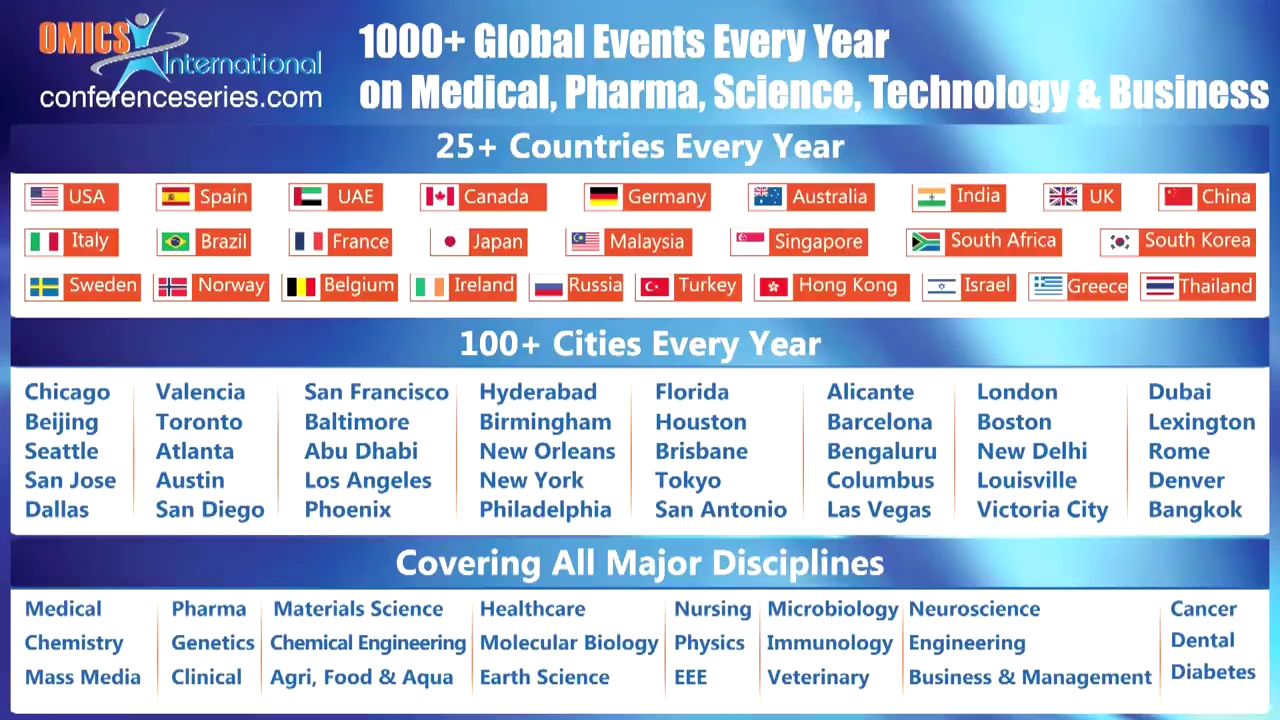 OMICS International
conferenceseries.com
1000+ Global Events Every Year
on Medical, Pharma, Science, Technology & Business
25+ Countries Every Year
USA Spain UAE Canada Germany Australia India UK China
Italy Brazil France Japan Malaysia Singapore South Africa South Korea
Sweden Norway Belgium Ireland Russia Turkey Hong Kong Israel Greece Thailand
100+ Cities Every Year
Chicago Valencia San Francisco Hyderabad Florida Alicante London Dubai
Beijing Toronto Baltimore Birmingham Houston Barcelona Boston Lexington
Seattle Atlanta Abu Dhabi New Orleans Brisbane Bengaluru New Delhi Rome
San Jose Austin Los Angeles New York Tokyo Columbus Louisville Denver
Dallas San Diego Phoenix Philadelphia San Antonio Las Vegas Victoria City Bangkok
Covering All Major Disciplines
Medical Pharma Materials Science Healthcare Nursing Microbiology Neuroscience Cancer
Chemistry Genetics Chemical Engineering Molecular Biology Physics Immunology Engineering Dental
Mass Media Clinical Agri, Food & Aqua Earth Science EEE Veterinary Business & Management Diabetes